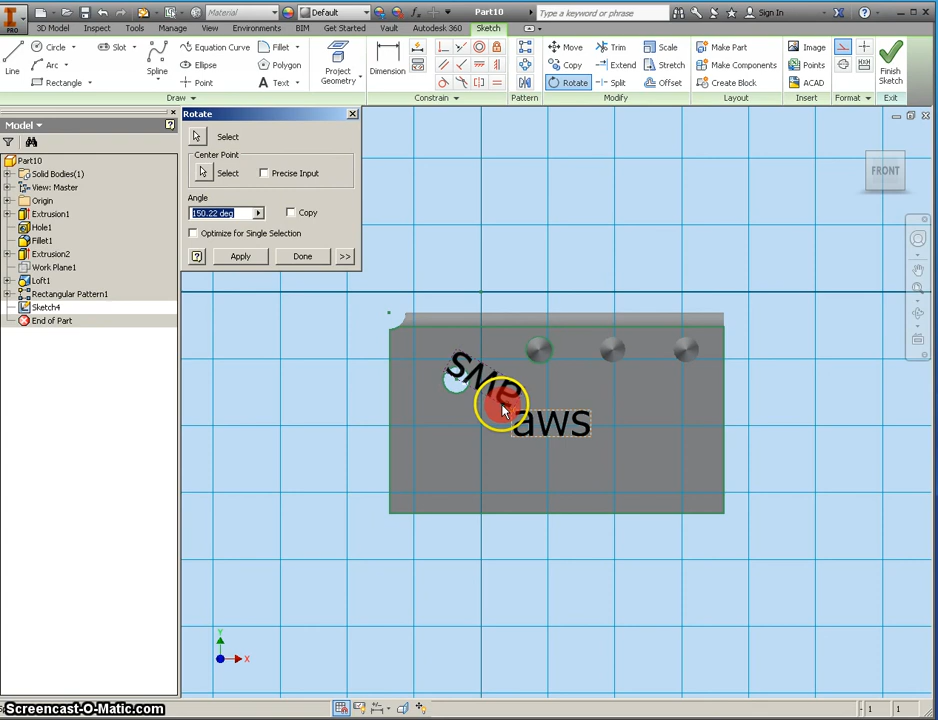 PRO
Material
Default
Part10
Sketch
Type a keyword or phrase
Sign In
3D Model
Inspect
Tools
Manage
View
Environments
BIM
Get Started
Vault
Autodesk 360
Sketch
Line
Circle
Arc
Rectangle
Slot
Spline
Equation Curve
Ellipse
Point
Fillet
Polygon
Text
Project
Geometry
Dimension
Move
Copy
Rotate
Trim
Extend
Split
Scale
Stretch
Offset
Make Part
Make Components
Create Block
Image
Points
ACAD
Finish
Sketch
Draw
Constrain
Pattern
Modify
Layout
Insert
Format
Exit
Model
Part10
Solid Bodies(1)
View: Master
Origin
Extrusion1
Hole1
Fillet1
Extrusion2
Work Plane1
Loft1
Rectangular Pattern1
Sketch4
End of Part
Rotate
Select
Center Point
Select
Precise Input
Angle
150.22 deg
Copy
Optimize for Single Selection
Apply
Done
>>
FRONT
aws
aws
Y
X
1
1
Screencast-O-Matic.com